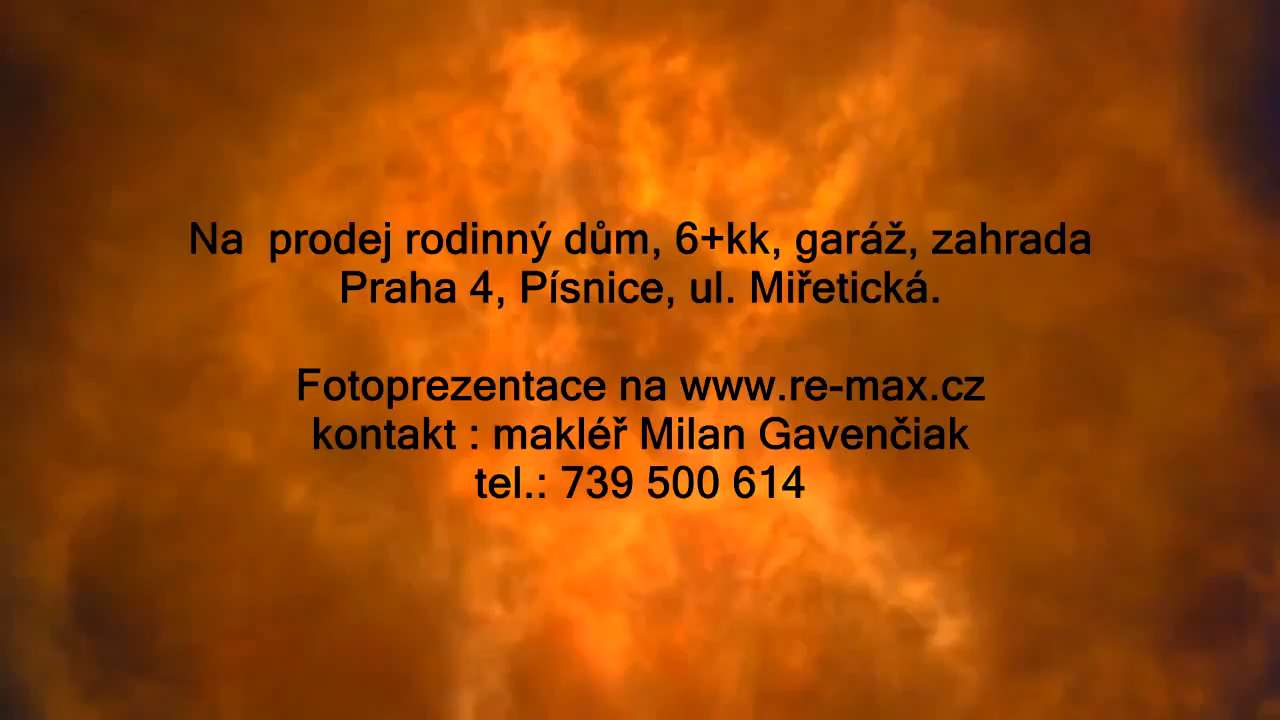 Na  prodej rodinný dům, 6+kk, garáž, zahrada
Praha 4, Písnice, ul. Miřetická.
Fotoprezentace na www.re-max.cz
kontakt : makléř Milan Gavenčiak
tel.: 739 500 614